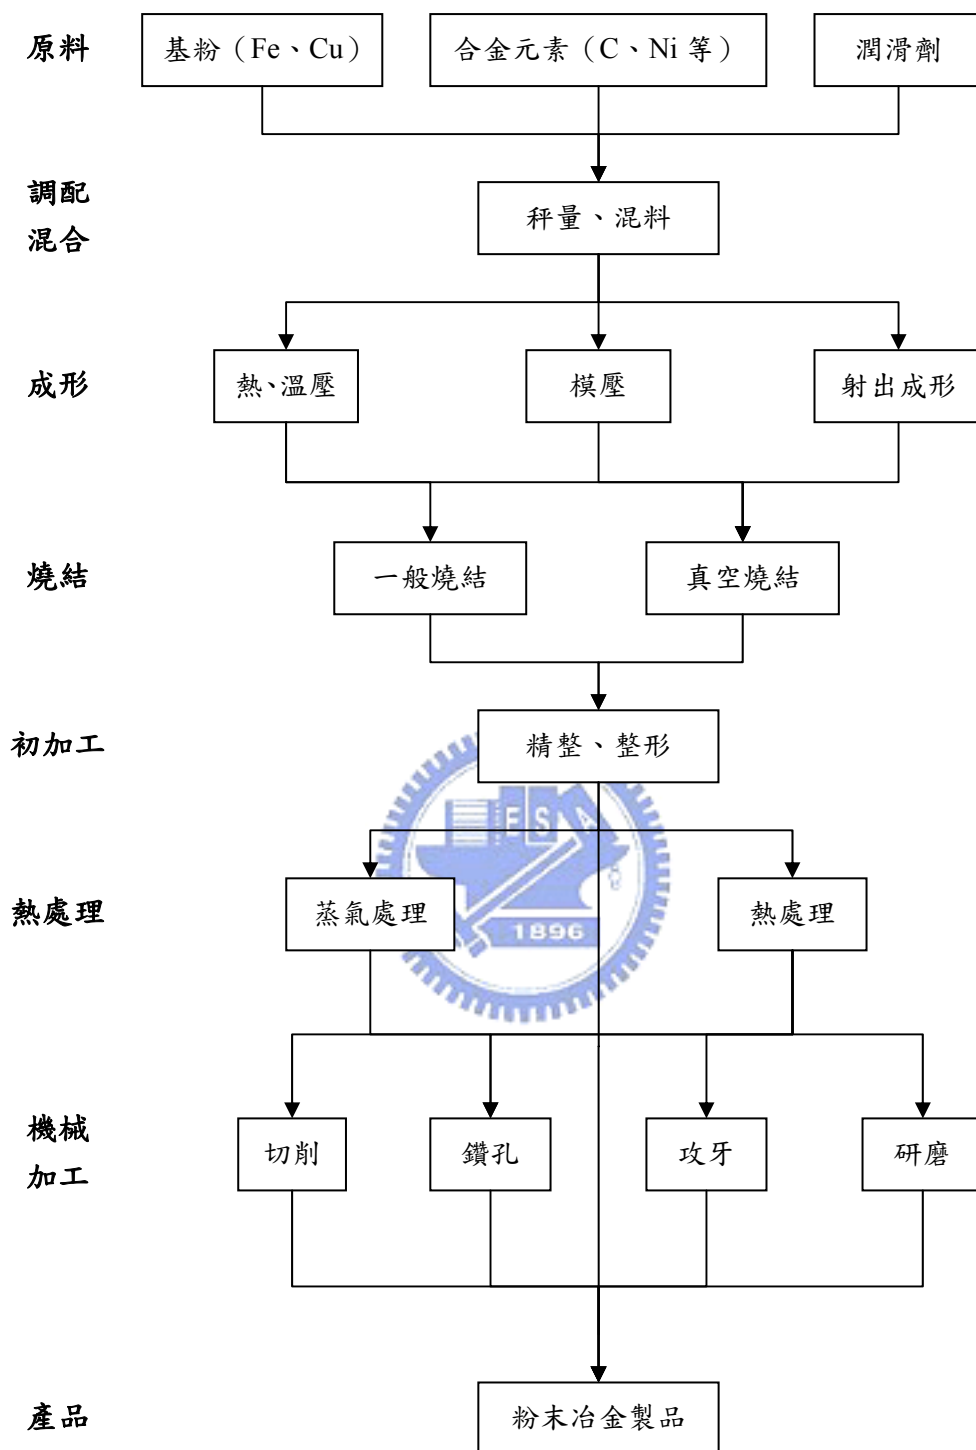 原料
基粉（Fe、Cu）
合金元素（C、Ni 等）
潤滑劑
調配
混合
秤量、混料
成形
熱、溫壓
模壓
射出成形
燒結
一般燒結
真空燒結
初加工
精整、整形
E S A
熱處理
蒸氣處理
熱處理
1896
機械
加工
切削
鑽孔
攻牙
研磨
產品
粉末冶金製品